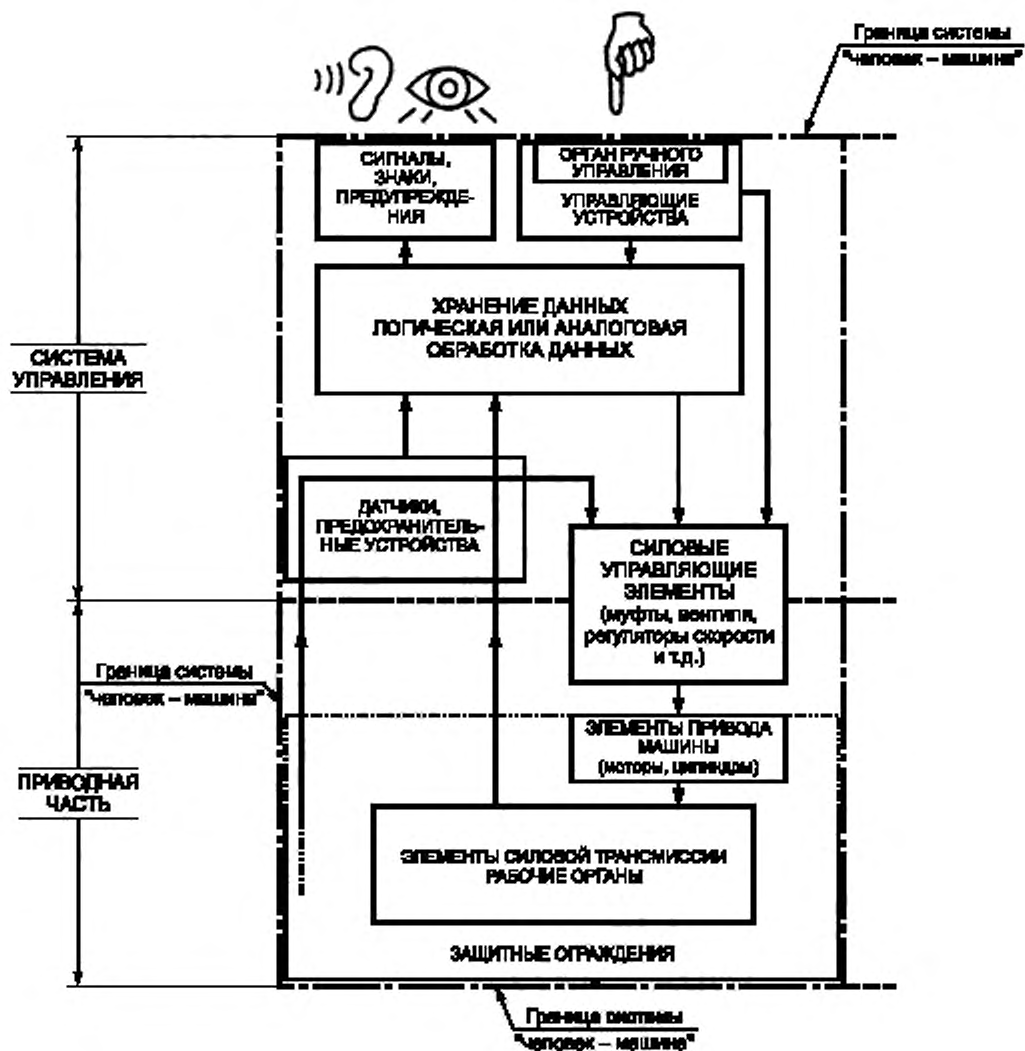 Граница системы
"человек – машина"
СИГНАЛЫ,
ЗНАКИ,
ПРЕДУПРЕЖДЕ-
НИЯ
ОРГАН РУЧНОГО
УПРАВЛЕНИЯ
УПРАВЛЯЮЩИЕ
УСТРОЙСТВА
ХРАНЕНИЕ ДАННЫХ
ЛОГИЧЕСКАЯ ИЛИ АНАЛОГОВАЯ
ОБРАБОТКА ДАННЫХ
СИСТЕМА
УПРАВЛЕНИЯ
ДАТЧИКИ,
ПРЕДОХРАНИТЕЛЬ-
НЫЕ УСТРОЙСТВА
СИЛОВЫЕ
УПРАВЛЯЮЩИЕ
ЭЛЕМЕНТЫ
(муфты, вентили,
регуляторы скорости
и т.д.)
Граница системы
"человек – машина"
ЭЛЕМЕНТЫ ПРИВОДА
МАШИНЫ
(моторы, цилиндры)
ПРИВОДНАЯ
ЧАСТЬ
ЭЛЕМЕНТЫ СИЛОВОЙ ТРАНСМИССИИ
РАБОЧИЕ ОРГАНЫ
ЗАЩИТНЫЕ ОГРАЖДЕНИЯ
Граница системы
"человек – машина"